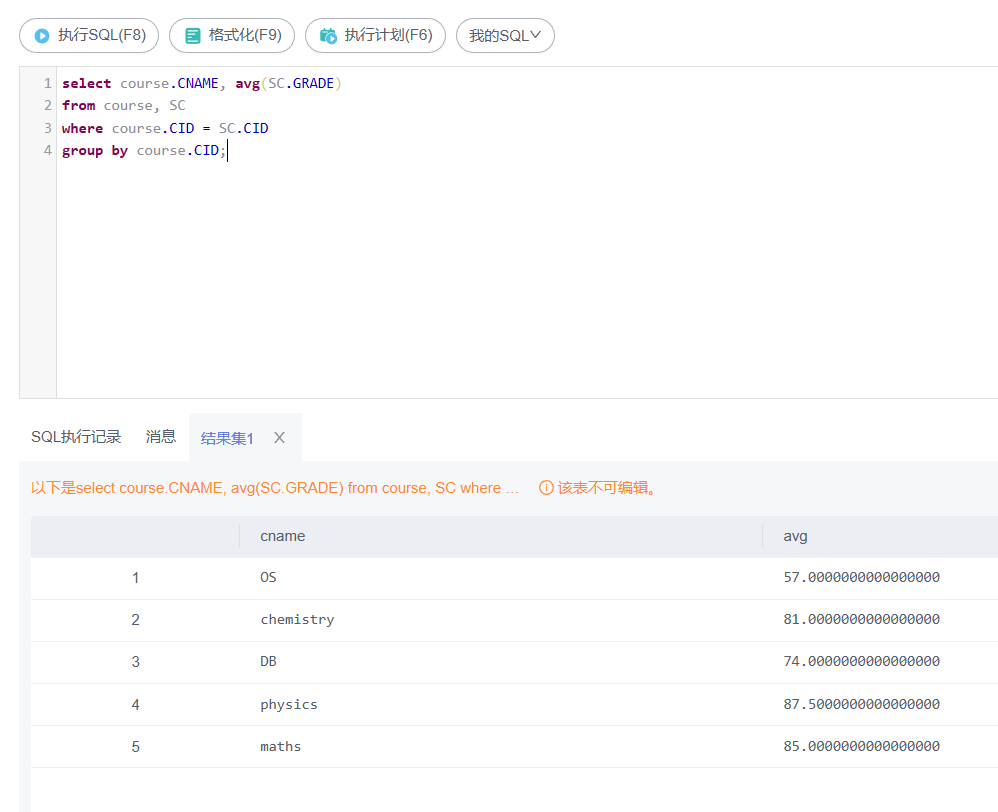 执行SQL(F8) 格式化(F9) 执行计划(F6) 我的SQL
1 select course.CNAME, avg(SC.GRADE)
2 from course, SC
3 where course.CID = SC.CID
4 group by course.CID;
SQL执行记录 消息 结果集1
以下是select course.CNAME, avg(SC.GRADE) from course, SC where ... 该表不可编辑。
cname avg
1 OS 57.0000000000000000
2 chemistry 81.0000000000000000
3 DB 74.0000000000000000
4 physics 87.5000000000000000
5 maths 85.0000000000000000